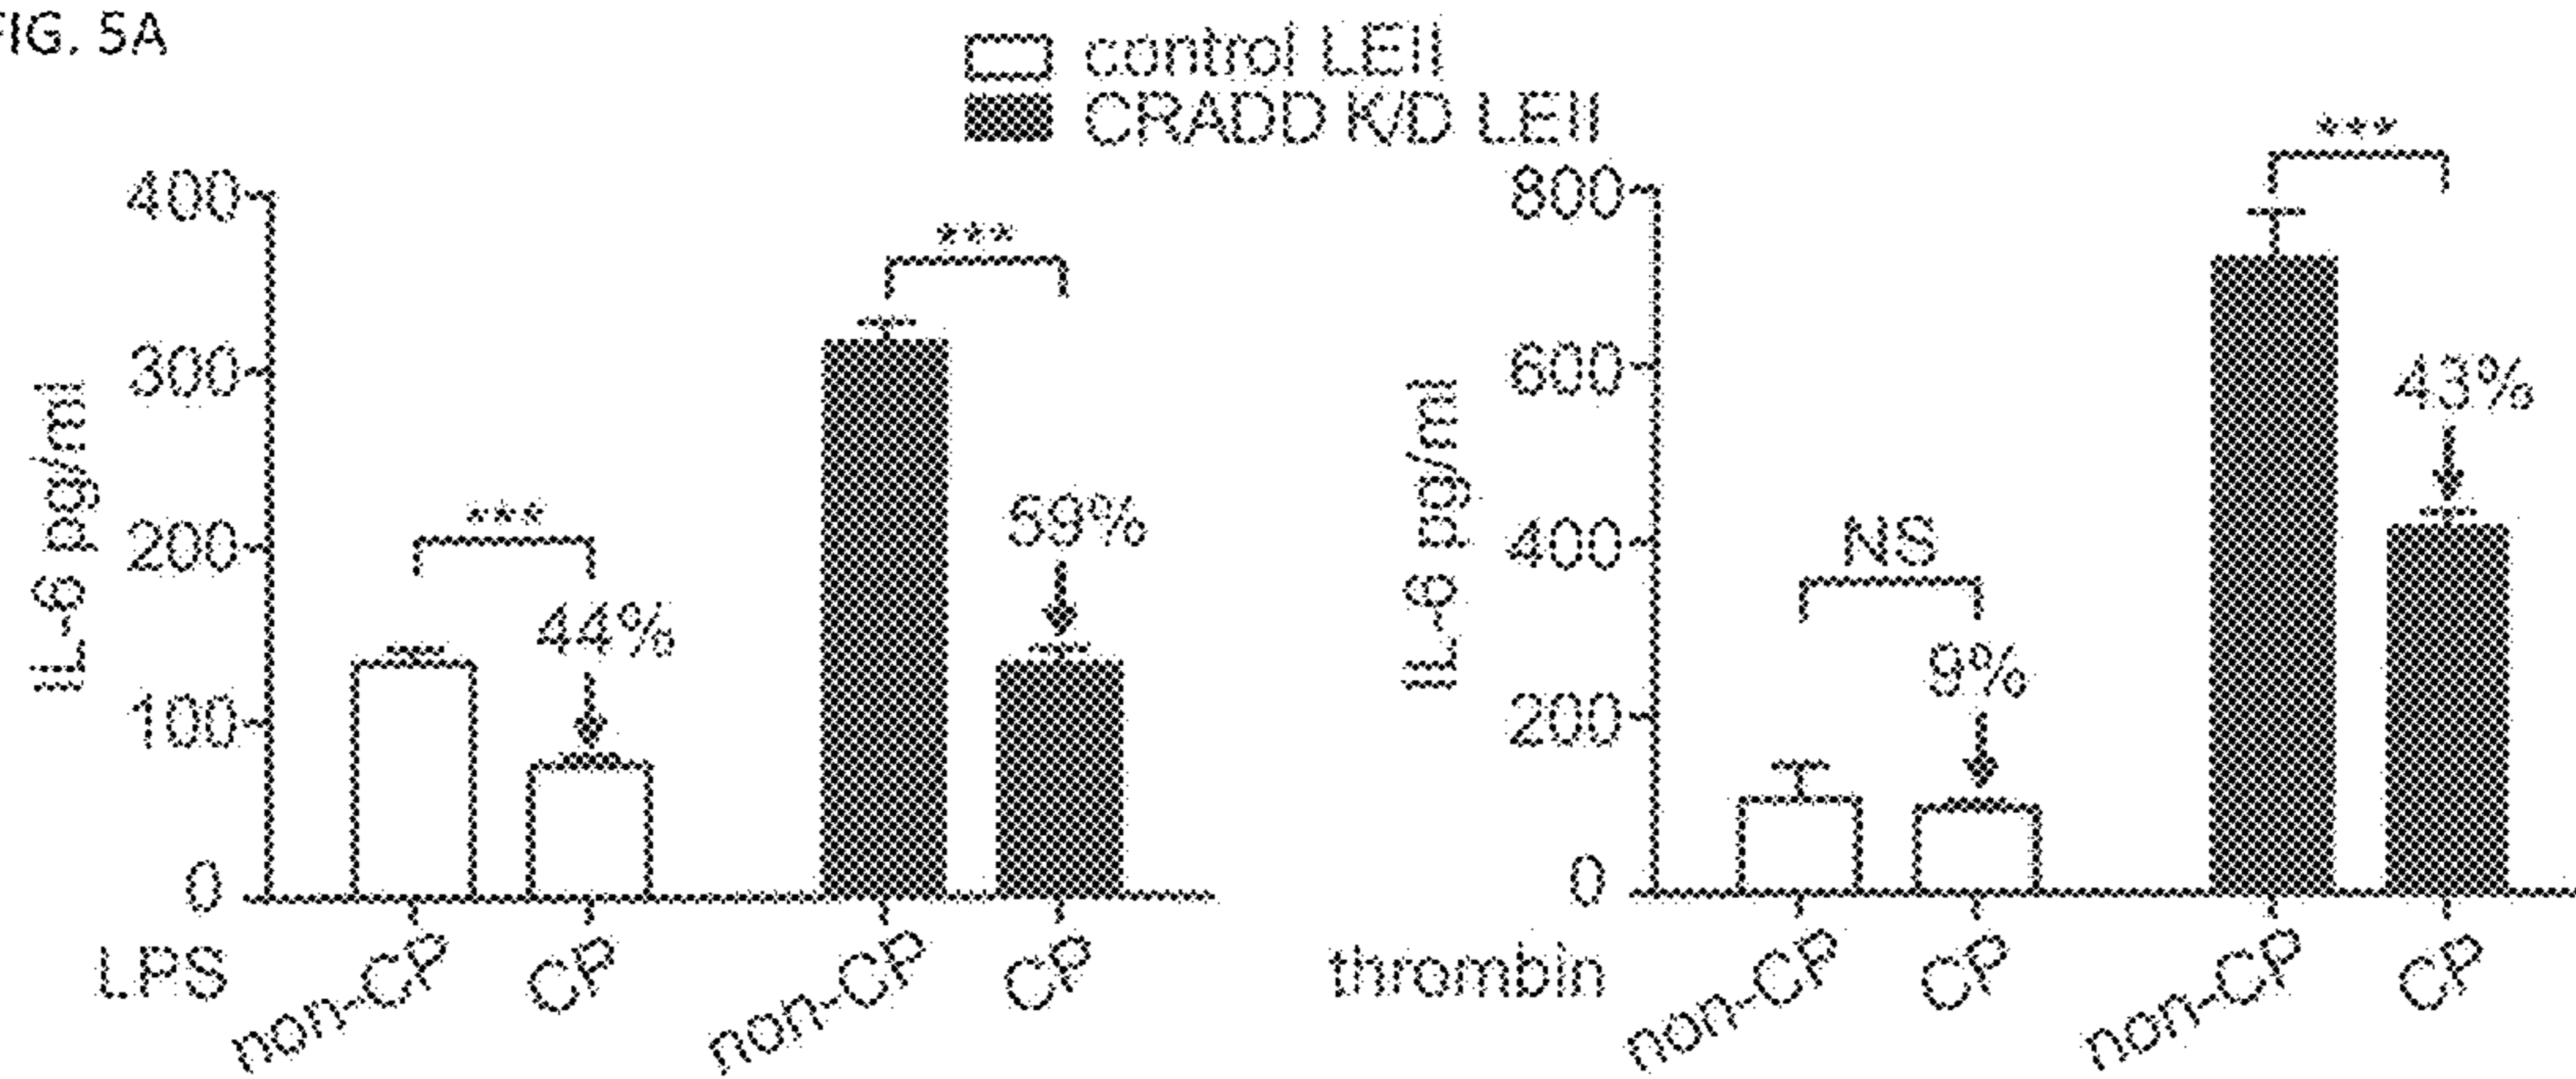 FIG. 5A
control LEII
CRADD K/D LEII
IL-6 pg/ml
400
300
200
100
0
***
44%
***
59%
LPS
non-CP
CP
non-CP
CP
IL-6 pg/ml
800
600
400
200
0
NS
9%
***
43%
thrombin
non-CP
CP
non-CP
CP